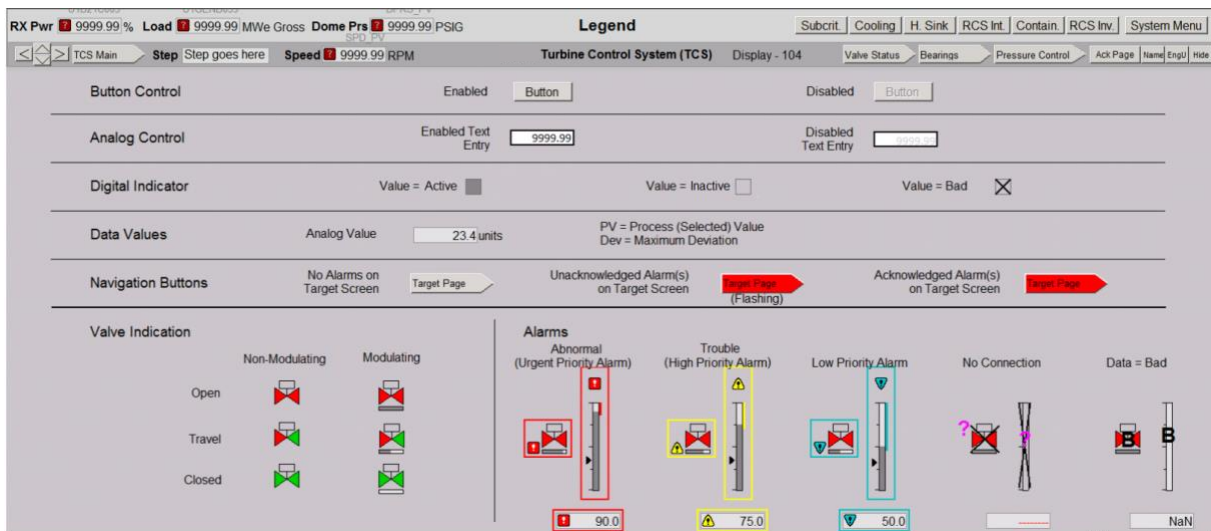 RX Pwr ? 9999.99 % Load ? 9999.99 MWe Gross Dome Prs ? 9999.99 PSIG Legend Subcrit. Cooling H. Sink RCS Int. Contain. RCS Inv. System Menu
SPD_PV
< > TCS Main Step Step goes here Speed ? 9999.99 RPM Turbine Control System (TCS) Display - 104 Valve Status Bearings Pressure Control Ack Page Name EngU Hide
Button Control Enabled Button Disabled Button
Analog Control Enabled Text Entry 9999.99 Disabled Text Entry 9999.99
Digital Indicator Value = Active Value = Inactive Value = Bad
Data Values Analog Value 23.4 units PV = Process (Selected) Value
Dev = Maximum Deviation
Navigation Buttons No Alarms on Target Screen Target Page Unacknowledged Alarm(s) on Target Screen Target Page (Flashing) Acknowledged Alarm(s) on Target Screen Target Page
Valve Indication Alarms
Non-Modulating Modulating Abnormal (Urgent Priority Alarm) Trouble (High Priority Alarm) Low Priority Alarm No Connection Data = Bad
Open
Travel ? ? B B
Closed
90.0 75.0 50.0 NaN